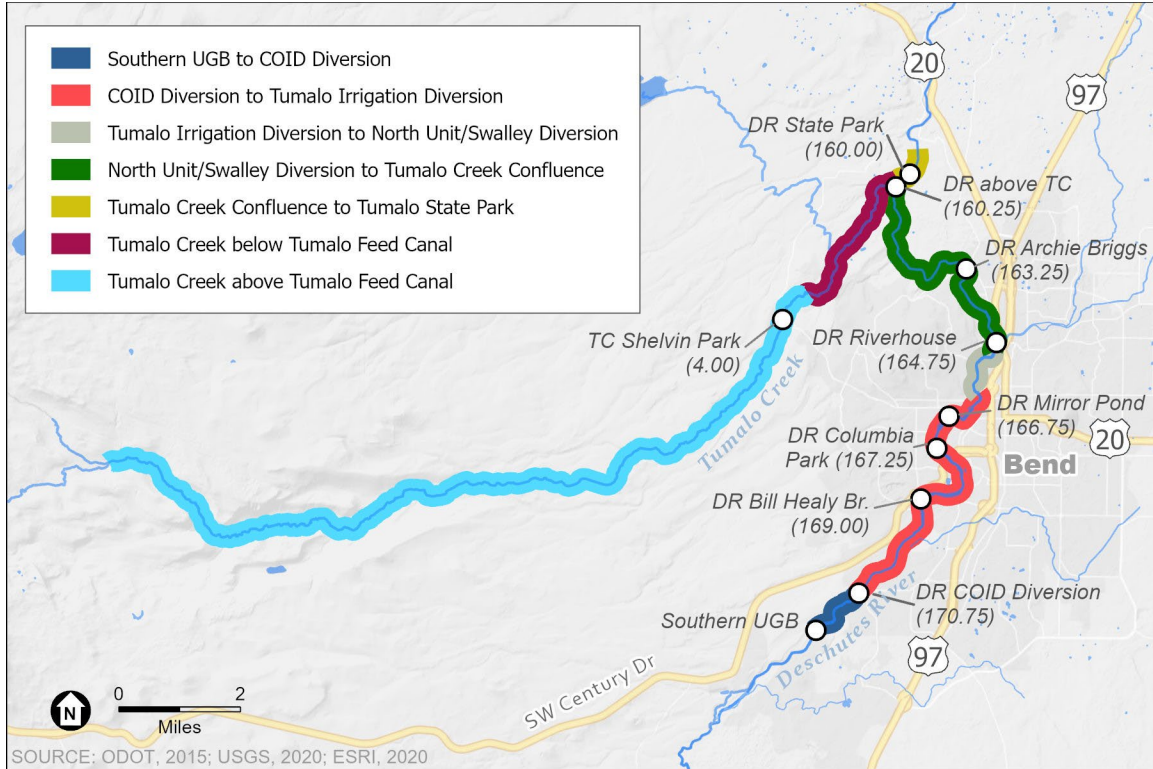 Southern UGB to COID Diversion
COID Diversion to Tumalo Irrigation Diversion
Tumalo Irrigation Diversion to North Unit/Swalley Diversion
North Unit/Swalley Diversion to Tumalo Creek Confluence
Tumalo Creek Confluence to Tumalo State Park
Tumalo Creek below Tumalo Feed Canal
Tumalo Creek above Tumalo Feed Canal
20
97
DR State Park
(160.00)
DR above TC
(160.25)
DR Archie Briggs
(163.25)
TC Shelvin Park
(4.00)
DR Riverhouse
(164.75)
Tumalo Creek
DR Mirror Pond
(166.75)
DR Columbia
Park (167.25)
20
Bend
DR Bill Healy Br.
(169.00)
DR COID Diversion
(170.75)
Southern UGB
Deschutes River
97
SW Century Dr
N
0 2
Miles
SOURCE: ODOT, 2015; USGS, 2020; ESRI, 2020